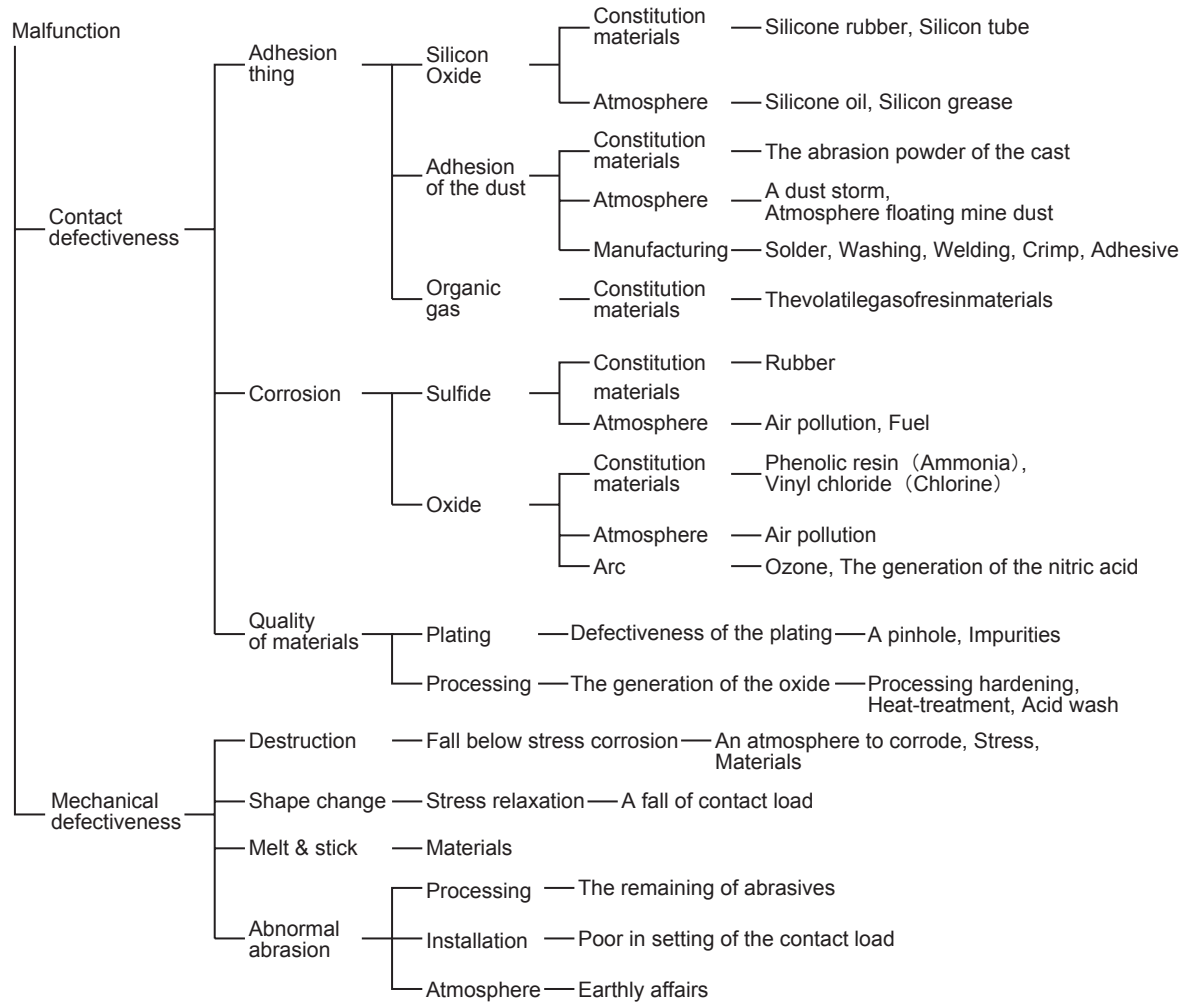 Malfunction
Contact
defectiveness
Adhesion
thing
Silicon
Oxide
Constitution
materials
Silicone rubber, Silicon tube
Atmosphere
Silicone oil, Silicon grease
Adhesion
of the dust
Constitution
materials
The abrasion powder of the cast
Atmosphere
A dust storm,
Atmosphere floating mine dust
Manufacturing
Solder, Washing, Welding, Crimp, Adhesive
Organic
gas
Constitution
materials
Thevolatilegasofresinmaterials
Corrosion
Sulfide
Constitution
materials
Rubber
Atmosphere
Air pollution, Fuel
Oxide
Constitution
materials
Phenolic resin（Ammonia）,
Vinyl chloride（Chlorine）
Atmosphere
Air pollution
Arc
Ozone, The generation of the nitric acid
Quality
of materials
Plating
Defectiveness of the plating
A pinhole, Impurities
Processing
The generation of the oxide
Processing hardening,
Heat-treatment, Acid wash
Mechanical
defectiveness
Destruction
Fall below stress corrosion
An atmosphere to corrode, Stress,
Materials
Shape change
Stress relaxation
A fall of contact load
Melt & stick
Materials
Abnormal
abrasion
Processing
The remaining of abrasives
Installation
Poor in setting of the contact load
Atmosphere
Earthly affairs